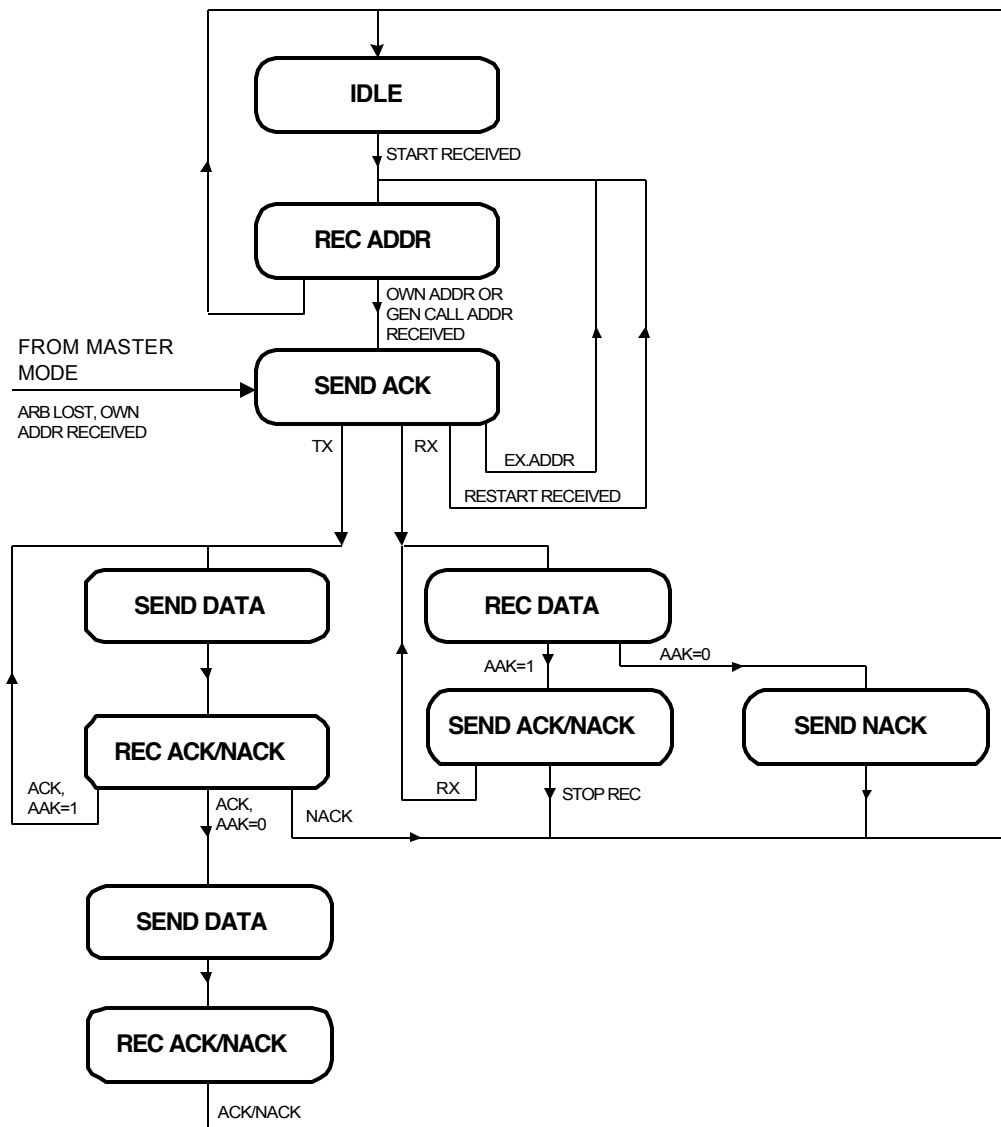 IDLE
START RECEIVED
REC ADDR
OWN ADDR OR
GEN CALL ADDR
RECEIVED
FROM MASTER
MODE
SEND ACK
ARB LOST, OWN
ADDR RECEIVED
TX
RX
EX.ADDR
RESTART RECEIVED
SEND DATA
REC DATA
AAK=1
AAK=0
REC ACK/NACK
SEND ACK/NACK
SEND NACK
ACK,
AAK=1
ACK,
AAK=0
NACK
RX
STOP REC
SEND DATA
REC ACK/NACK
ACK/NACK